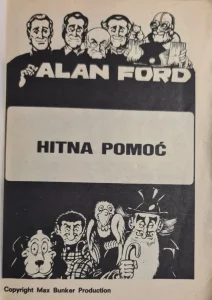 ALAN FORD
HITNA POMOĆ
Copyright Max Bunker Production